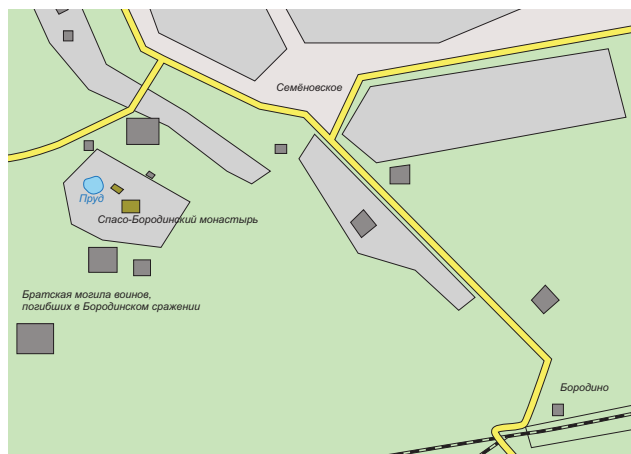 Семёновское
Пруд
Спасо-Бородинский монастырь
Братская могила воинов,
погибших в Бородинском сражении
Бородино